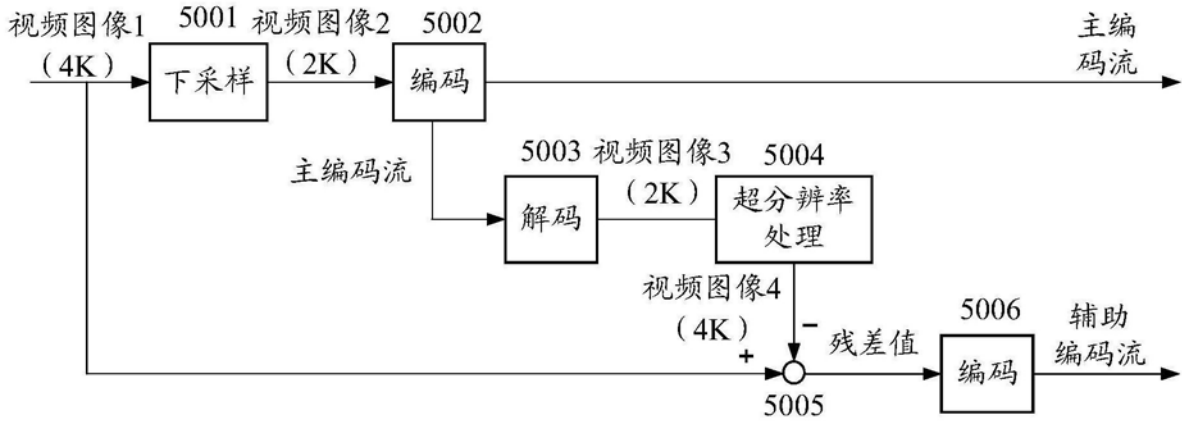 视频图像1
(4K)
5001
下采样
视频图像2
(2K)
5002
编码
主编
码流
主编码流
5003
解码
视频图像3
(2K)
5004
超分辨率
处理
视频图像4
(4K)
−
+
5005
残差值
5006
编码
辅助
编码流